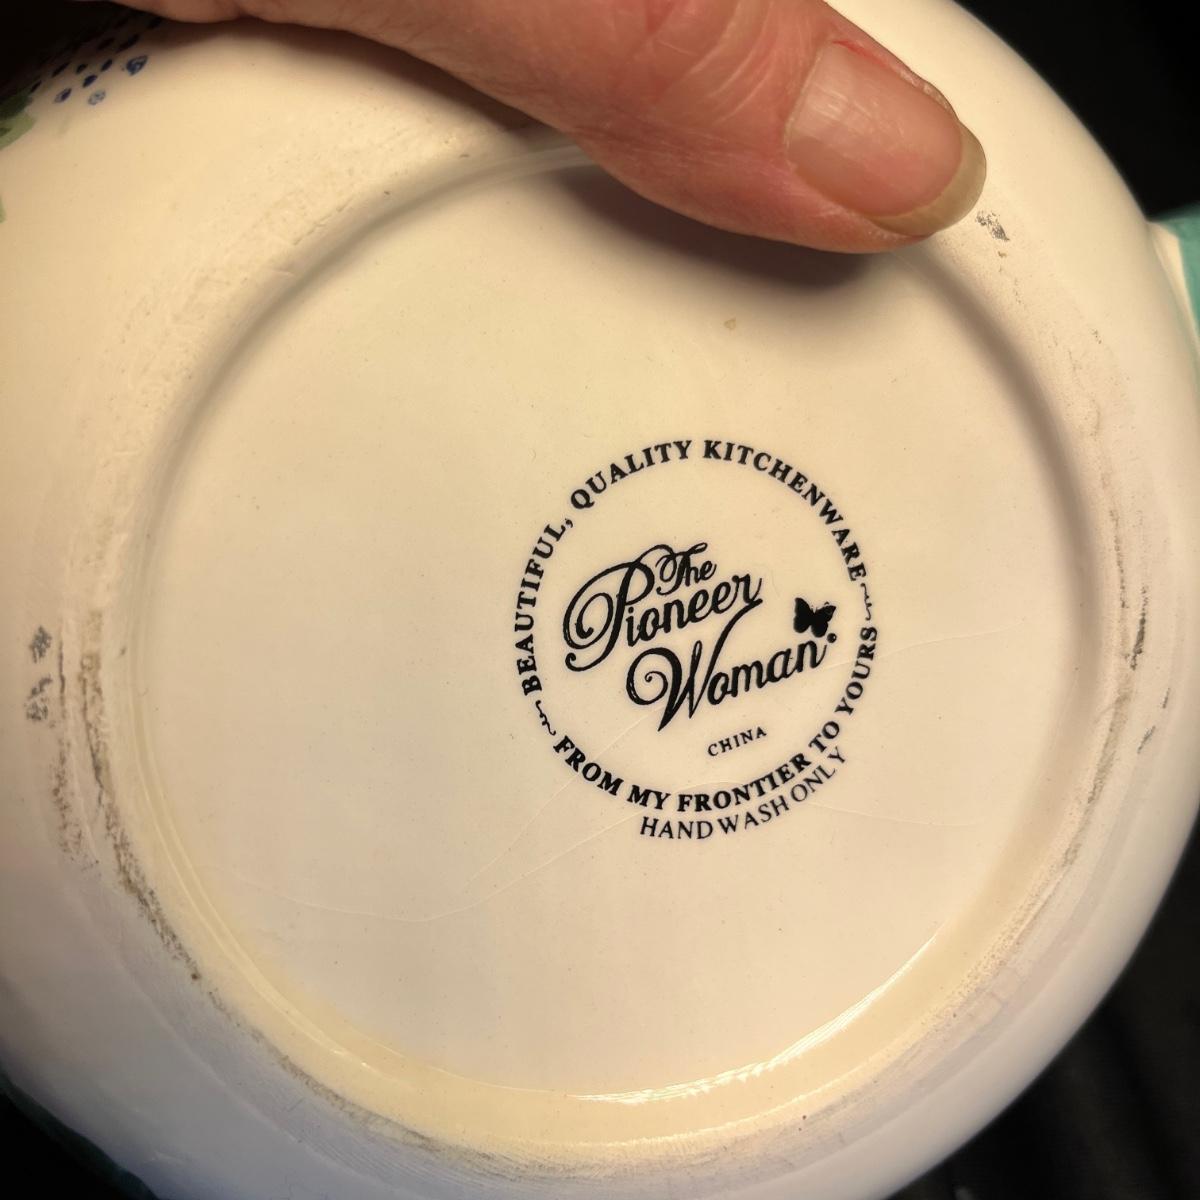 BEAUTIFUL, QUALITY KITCHENWARE
The
Pioneer
Woman
CHINA
FROM MY FRONTIER TO YOURS
HAND WASH ONLY